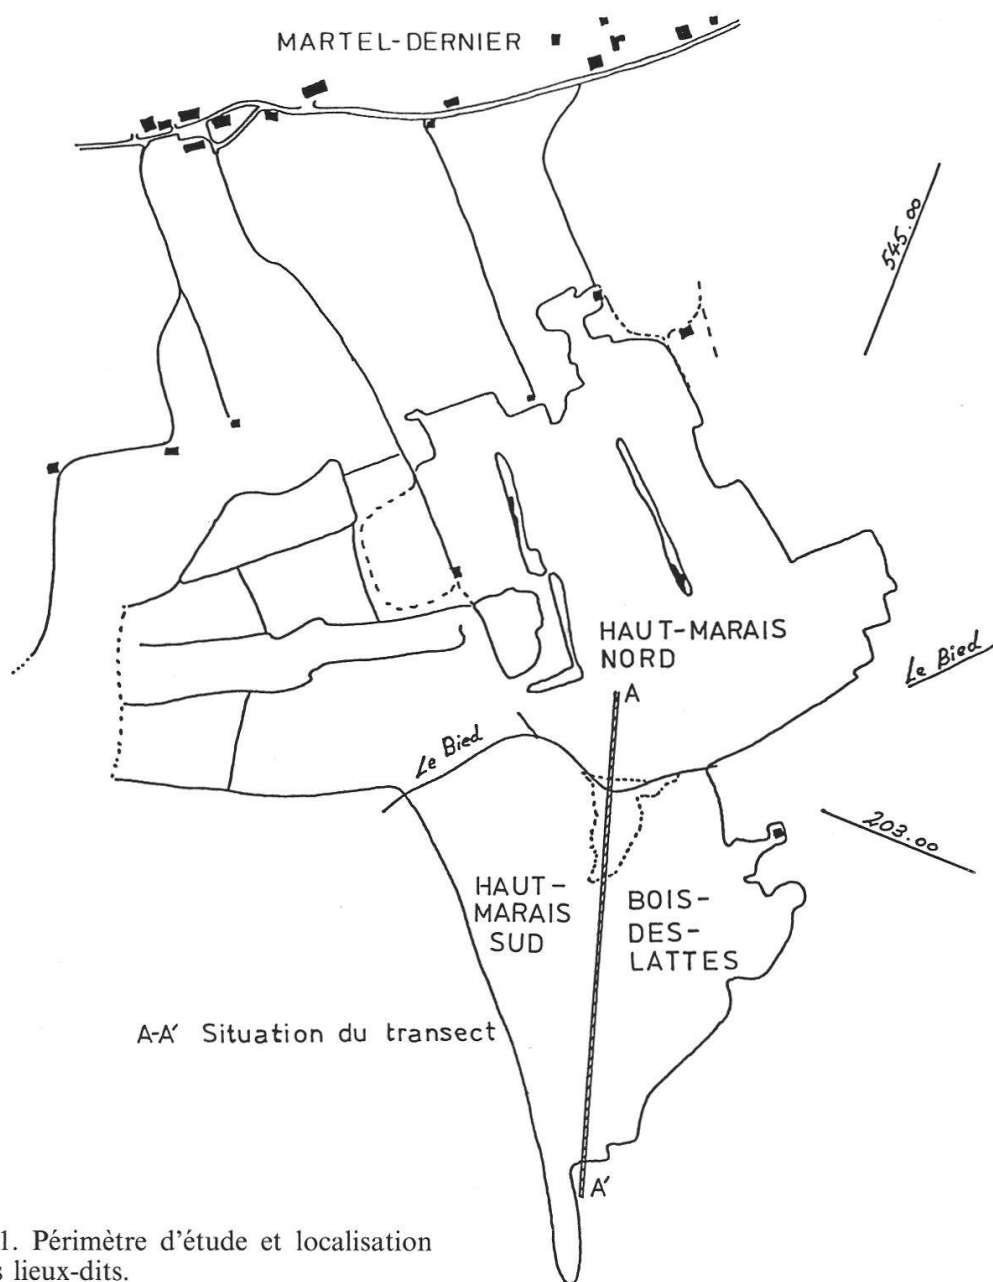 MARTEL-DERNIER
545.00
HAUT-MARAIS
NORD
Le Bied
A
Le Bied
203.00
HAUT-
MARAIS
SUD
BOIS-
DES-
LATTES
A-A' Situation du transect
A'
1. Périmètre d'étude et localisation
s lieux-dits.